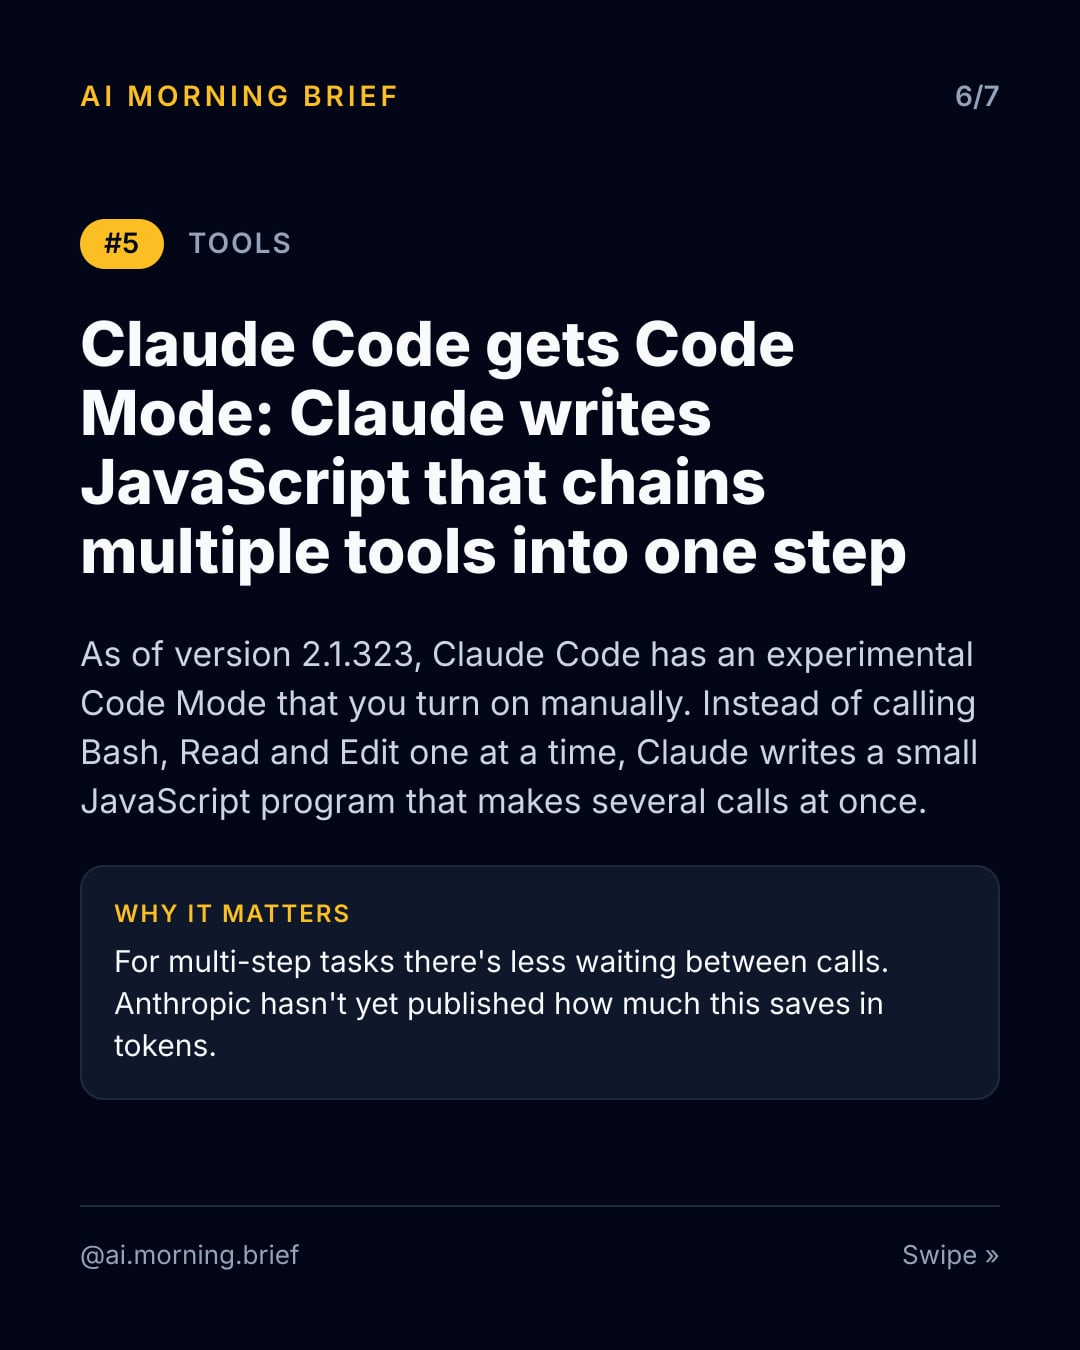 AI MORNING BRIEF
6/7
#5
TOOLS
Claude Code gets Code
Mode: Claude writes
JavaScript that chains
multiple tools into one step
As of version 2.1.323, Claude Code has an experimental
Code Mode that you turn on manually. Instead of calling
Bash, Read and Edit one at a time, Claude writes a small
JavaScript program that makes several calls at once.
WHY IT MATTERS
For multi-step tasks there's less waiting between calls.
Anthropic hasn't yet published how much this saves in
tokens.
@ai.morning.brief
Swipe »